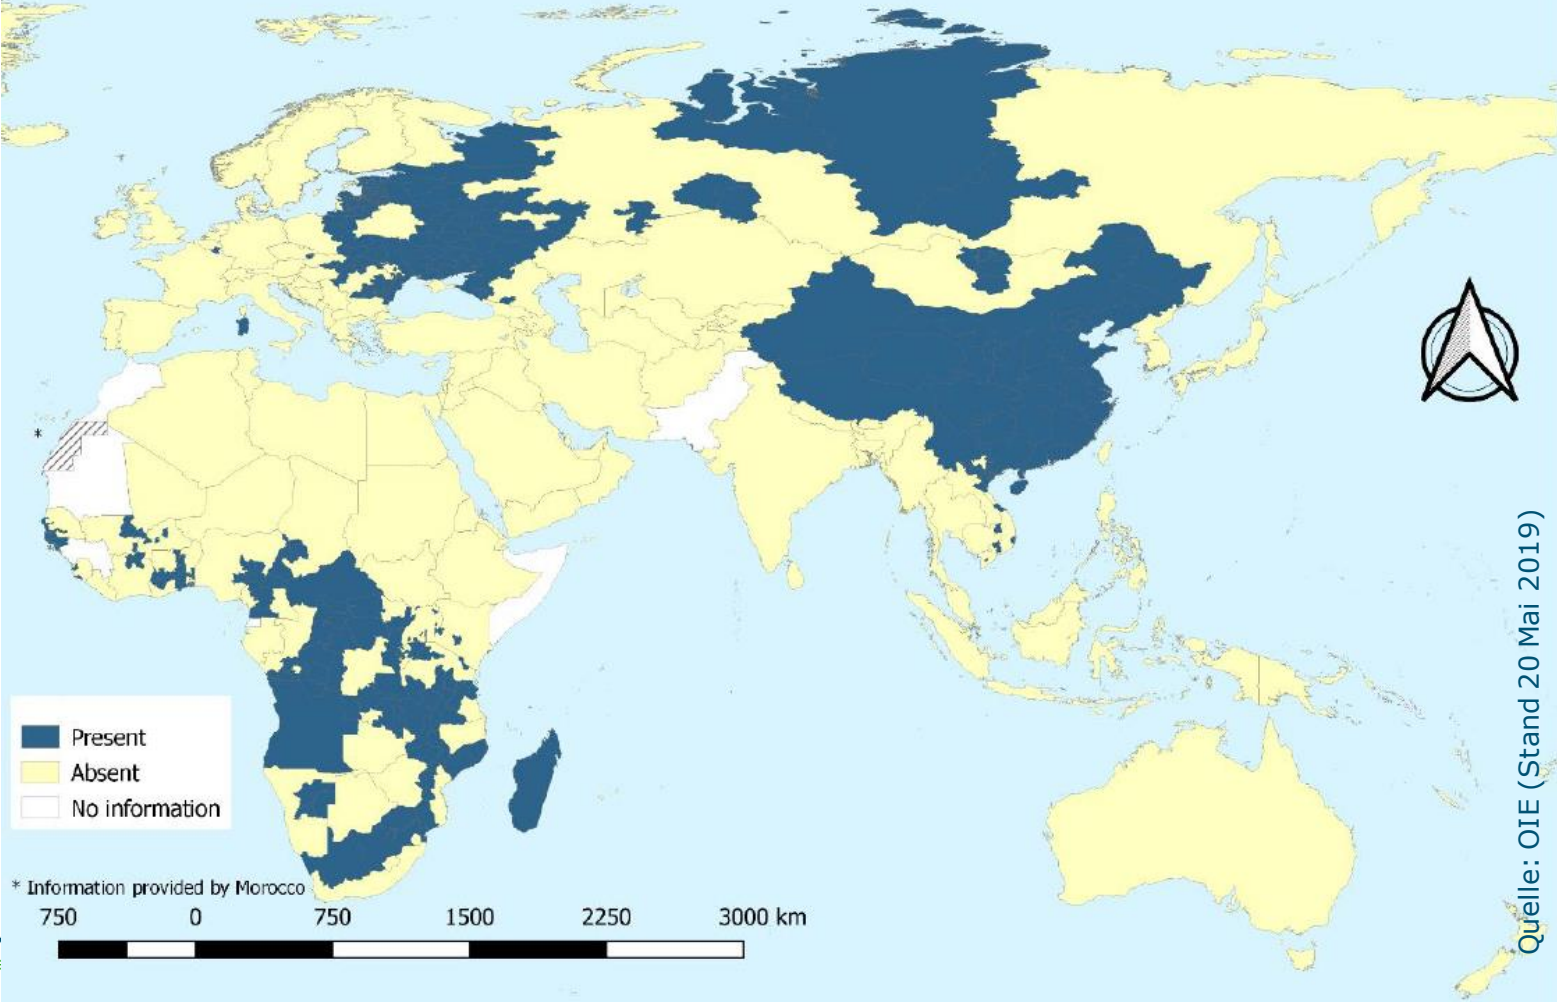 *
Present
Absent
No information
* Information provided by Morocco
750 0 750 1500 2250 3000 km
Quelle: OIE (Stand 20 Mai 2019)